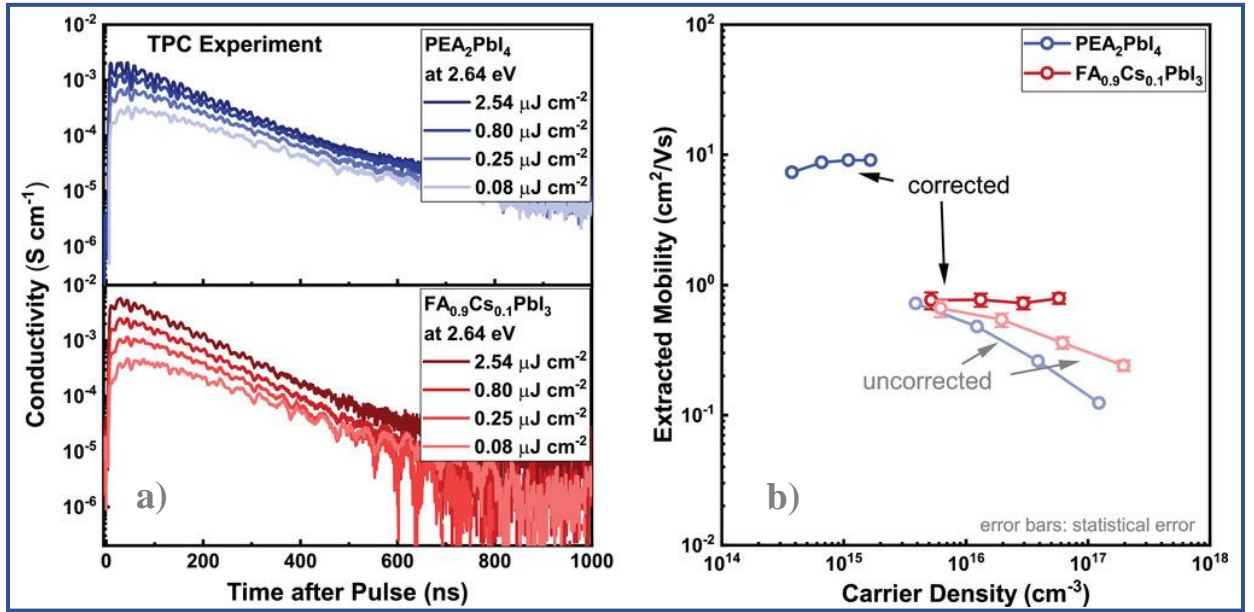 TPC Experiment
PEA₂PbI₄
at 2.64 eV
2.54 μJ cm⁻²
0.80 μJ cm⁻²
0.25 μJ cm⁻²
0.08 μJ cm⁻²
10⁻²
10⁻³
10⁻⁴
10⁻⁵
10⁻⁶
10⁻²
FA₀.₉Cs₀.₁PbI₃
at 2.64 eV
2.54 μJ cm⁻²
0.80 μJ cm⁻²
0.25 μJ cm⁻²
0.08 μJ cm⁻²
10⁻³
10⁻⁴
10⁻⁵
10⁻⁶
Conductivity (S cm⁻¹)
a)
0 200 400 600 800 1000
Time after Pulse (ns)
PEA₂PbI₄
FA₀.₉Cs₀.₁PbI₃
10²
10¹
10⁰
10⁻¹
10⁻²
Extracted Mobility (cm²/Vs)
corrected
uncorrected
b)
error bars: statistical error
10¹⁴ 10¹⁵ 10¹⁶ 10¹⁷ 10¹⁸
Carrier Density (cm⁻³)